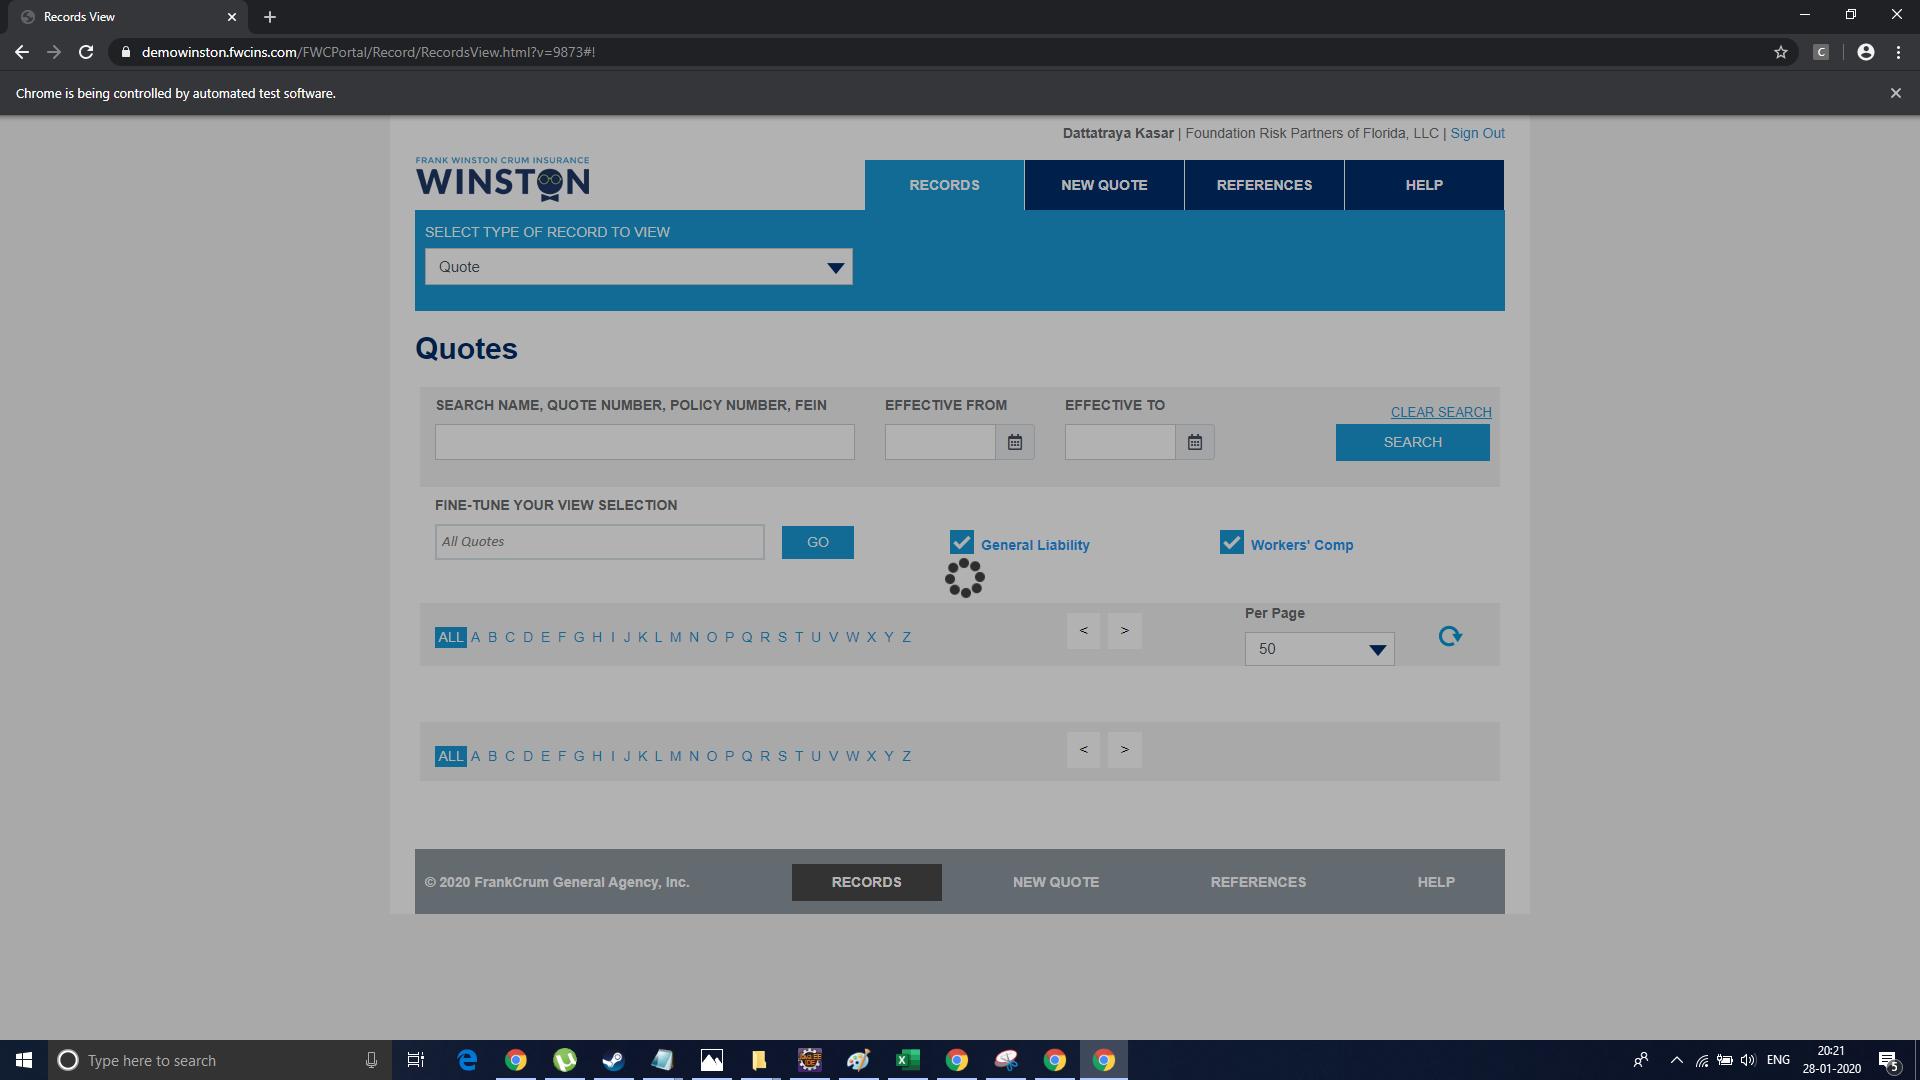 Records View
demowinston.fwcins.com/FWCPortal/Record/RecordsView.html?v=9873#!
C
Chrome is being controlled by automated test software.
Dattatraya Kasar | Foundation Risk Partners of Florida, LLC | Sign Out
FRANK WINSTON CRUM INSURANCE
WINSTON
RECORDS NEW QUOTE REFERENCES HELP
SELECT TYPE OF RECORD TO VIEW
Quote
Quotes
SEARCH NAME, QUOTE NUMBER, POLICY NUMBER, FEIN EFFECTIVE FROM EFFECTIVE TO
CLEAR SEARCH
SEARCH
FINE-TUNE YOUR VIEW SELECTION
All Quotes GO General Liability Workers' Comp
Per Page
ALL A B C D E F G H I J K L M N O P Q R S T U V W X Y Z < >
50
ALL A B C D E F G H I J K L M N O P Q R S T U V W X Y Z < >
© 2020 FrankCrum General Agency, Inc. RECORDS NEW QUOTE REFERENCES HELP
Type here to search
ENG
20:21
28-01-2020
5